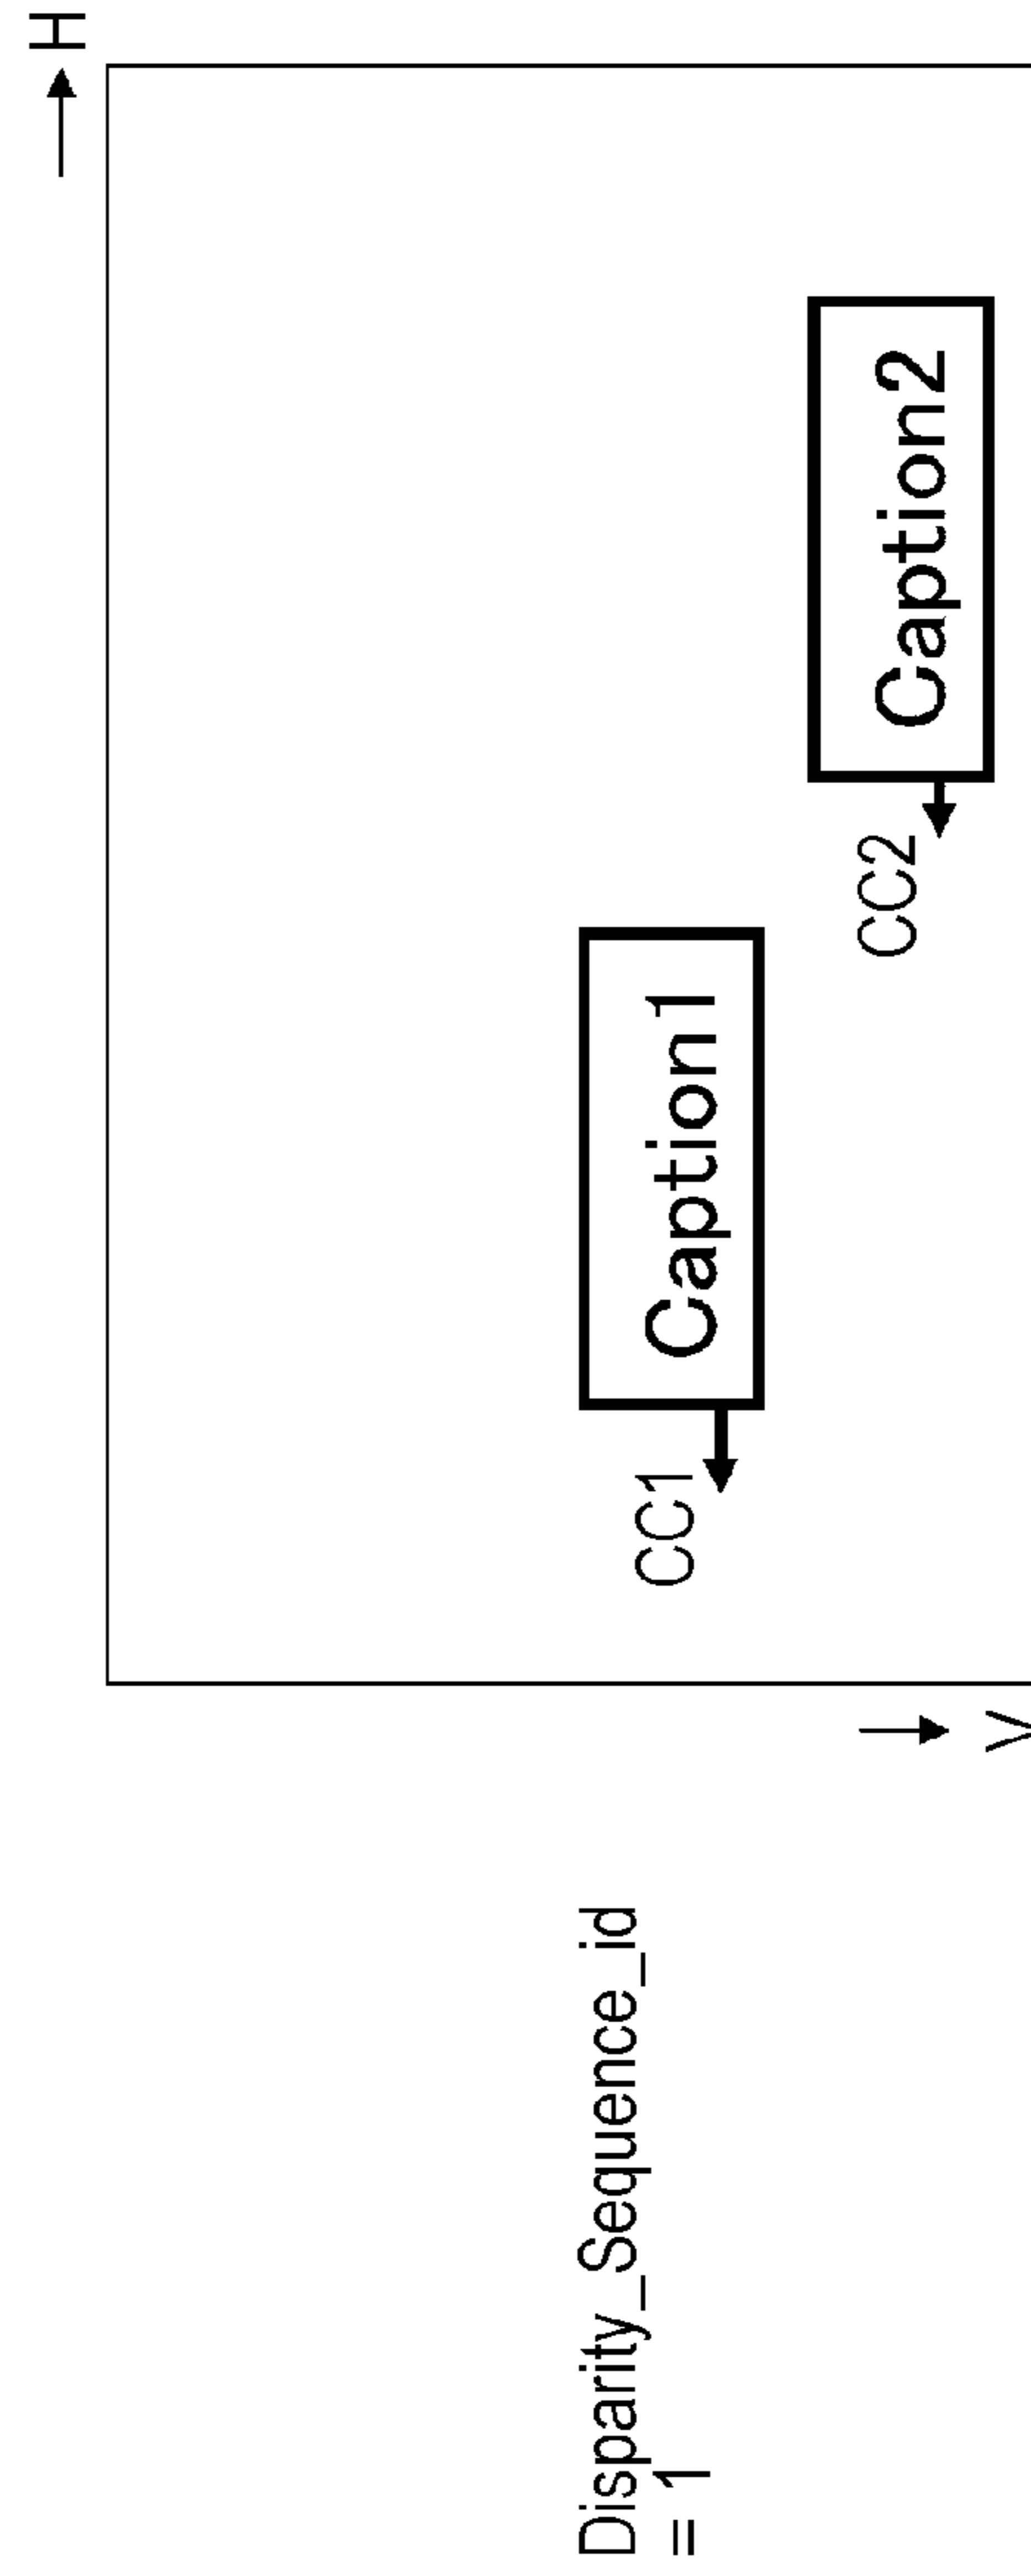 H
Caption1
CC1
Caption2
CC2
V
Disparity_Sequence_id
= 1